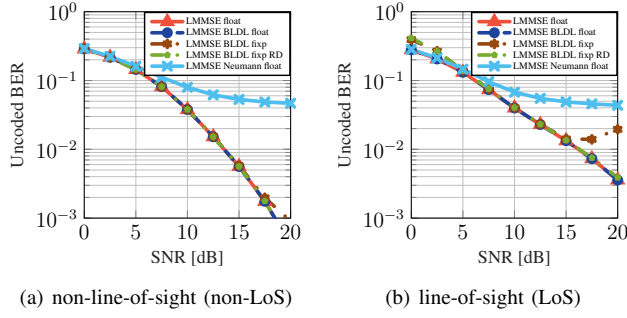 LMMSE float
LMMSE BLDL float
LMMSE BLDL fixp
LMMSE BLDL fixp RD
LMMSE Neumann float
Uncoded BER
10^0
10^−1
10^−2
10^−3
0 5 10 15 20
SNR [dB]
(a) non-line-of-sight (non-LoS)
LMMSE float
LMMSE BLDL float
LMMSE BLDL fixp
LMMSE BLDL fixp RD
LMMSE Neumann float
Uncoded BER
10^0
10^−1
10^−2
10^−3
0 5 10 15 20
SNR [dB]
(b) line-of-sight (LoS)